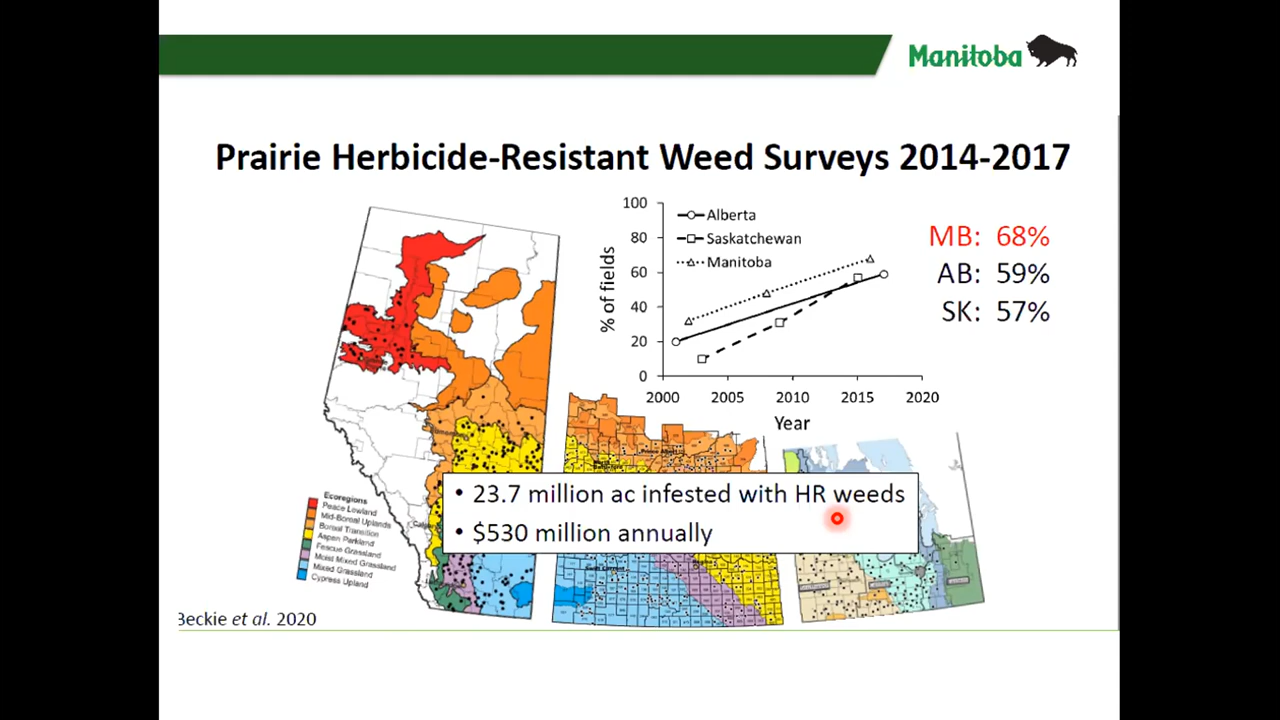 Manitoba
Prairie Herbicide-Resistant Weed Surveys 2014-2017
100
80
60
40
20
0
% of fields
Alberta
Saskatchewan
Manitoba
2000 2005 2010 2015 2020
Year
MB: 68%
AB: 59%
SK: 57%
• 23.7 million ac infested with HR weeds
• $530 million annually
Ecoregions
Peace Lowland
Mid-Boreal Uplands
Boreal Transition
Aspen Parkland
Fescue Grassland
Moist Mixed Grassland
Mixed Grassland
Cypress Upland
Beckie et al. 2020